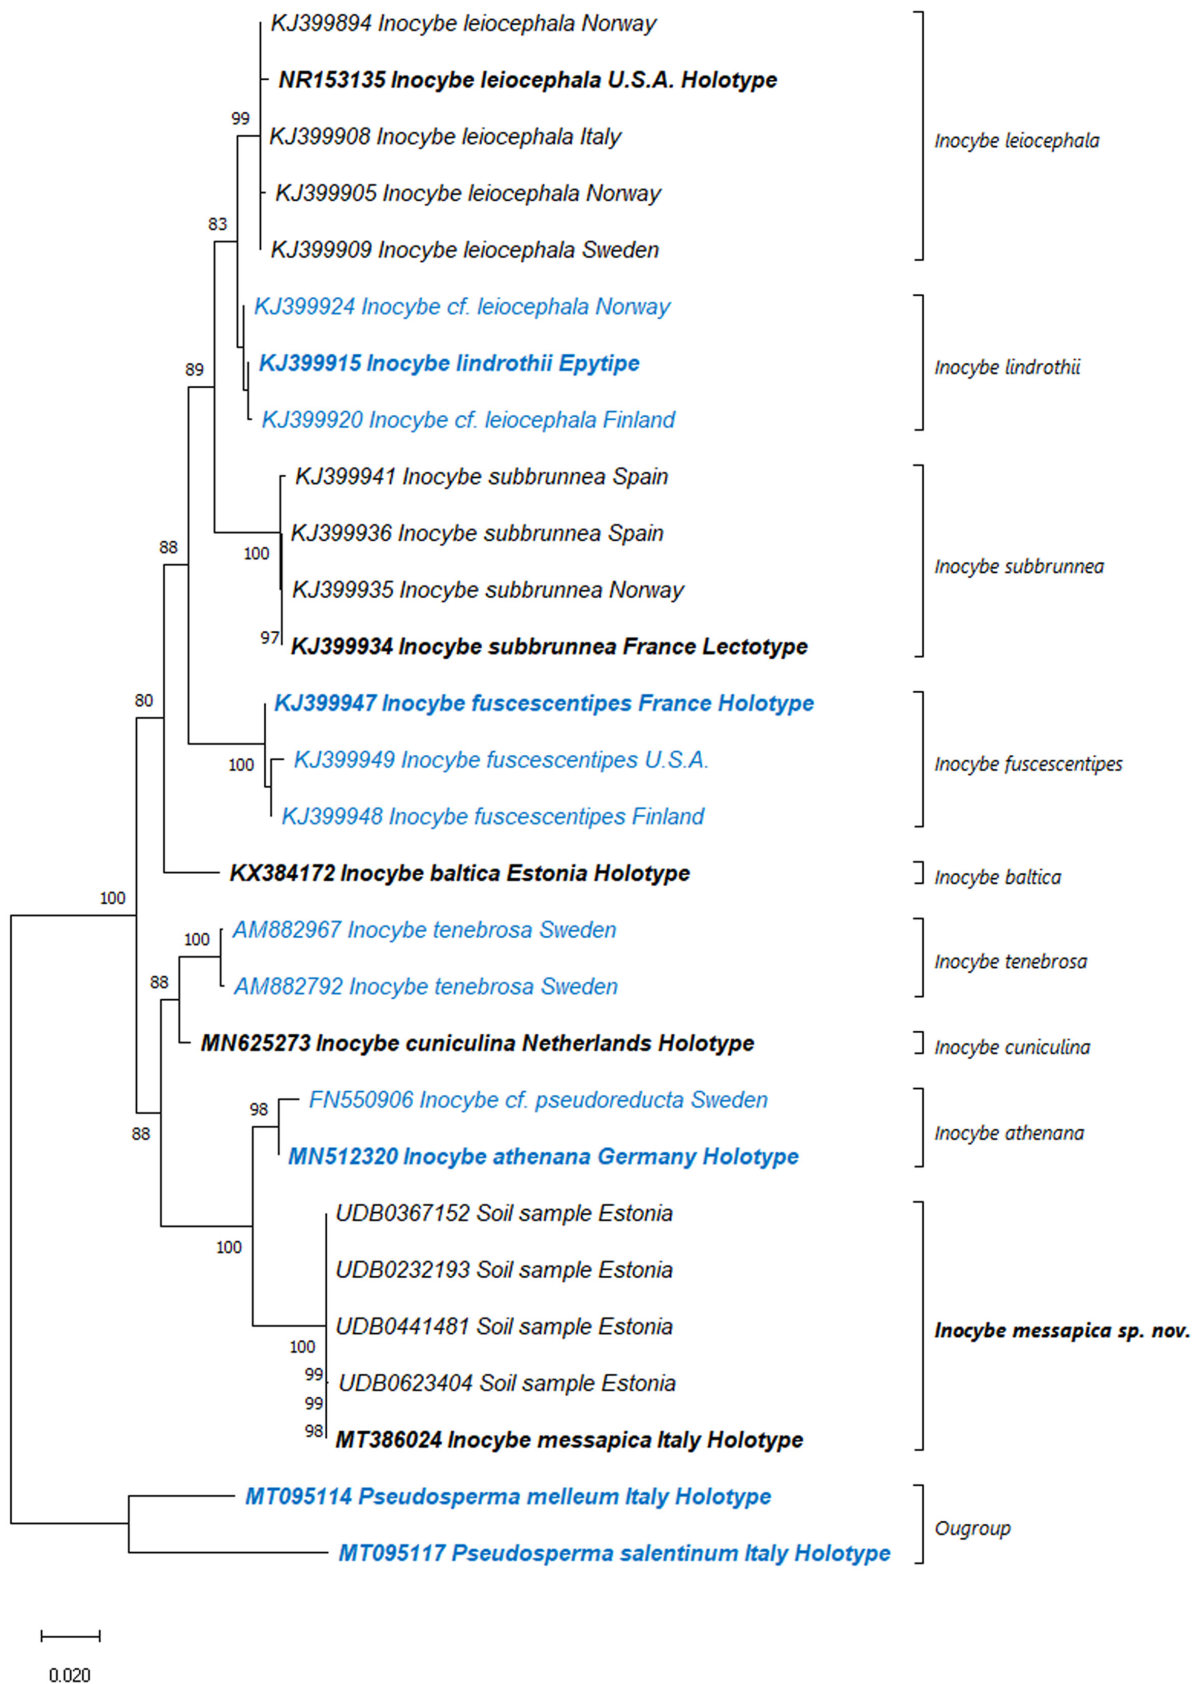 KJ399894 Inocybe leiocephala Norway
NR153135 Inocybe leiocephala U.S.A. Holotype
99
KJ399908 Inocybe leiocephala Italy
Inocybe leiocephala
KJ399905 Inocybe leiocephala Norway
83
KJ399909 Inocybe leiocephala Sweden
KJ399924 Inocybe cf. leiocephala Norway
KJ399915 Inocybe lindrothii Epytipe
Inocybe lindrothii
89
KJ399920 Inocybe cf. leiocephala Finland
KJ399941 Inocybe subbrunnea Spain
KJ399936 Inocybe subbrunnea Spain
88
100
Inocybe subbrunnea
KJ399935 Inocybe subbrunnea Norway
97
KJ399934 Inocybe subbrunnea France Lectotype
80
KJ399947 Inocybe fuscescentipes France Holotype
100
KJ399949 Inocybe fuscescentipes U.S.A.
Inocybe fuscescentipes
KJ399948 Inocybe fuscescentipes Finland
KX384172 Inocybe baltica Estonia Holotype
Inocybe baltica
100
AM882967 Inocybe tenebrosa Sweden
100
Inocybe tenebrosa
88
AM882792 Inocybe tenebrosa Sweden
MN625273 Inocybe cuniculina Netherlands Holotype
Inocybe cuniculina
98
FN550906 Inocybe cf. pseudoreducta Sweden
88
Inocybe athenana
MN512320 Inocybe athenana Germany Holotype
UDB0367152 Soil sample Estonia
100
UDB0232193 Soil sample Estonia
UDB0441481 Soil sample Estonia
Inocybe messapica sp. nov.
100
99
UDB0623404 Soil sample Estonia
99
98
MT386024 Inocybe messapica Italy Holotype
MT095114 Pseudosperma melleum Italy Holotype
Ougroup
MT095117 Pseudosperma salentinum Italy Holotype
0.020